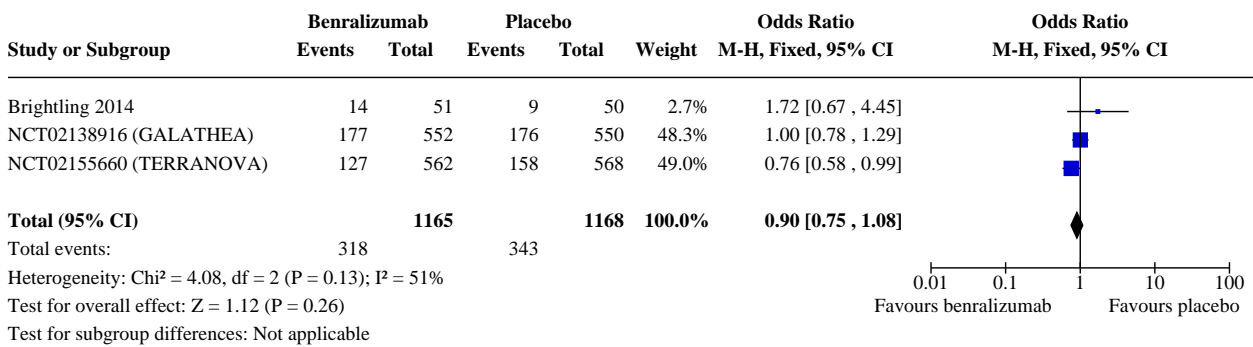 Benralizumab Placebo Odds Ratio Odds Ratio
Study or Subgroup Events Total Events Total Weight M-H, Fixed, 95% CI M-H, Fixed, 95% CI
Brightling 2014 14 51 9 50 2.7% 1.72 [0.67 , 4.45]
NCT02138916 (GALATHEA) 177 552 176 550 48.3% 1.00 [0.78 , 1.29]
NCT02155660 (TERRANOVA) 127 562 158 568 49.0% 0.76 [0.58 , 0.99]
Total (95% CI) 1165 1168 100.0% 0.90 [0.75 , 1.08]
Total events: 318 343
Heterogeneity: Chi² = 4.08, df = 2 (P = 0.13); I² = 51%
0.01 0.1 1 10 100
Test for overall effect: Z = 1.12 (P = 0.26)
Favours benralizumab Favours placebo
Test for subgroup differences: Not applicable